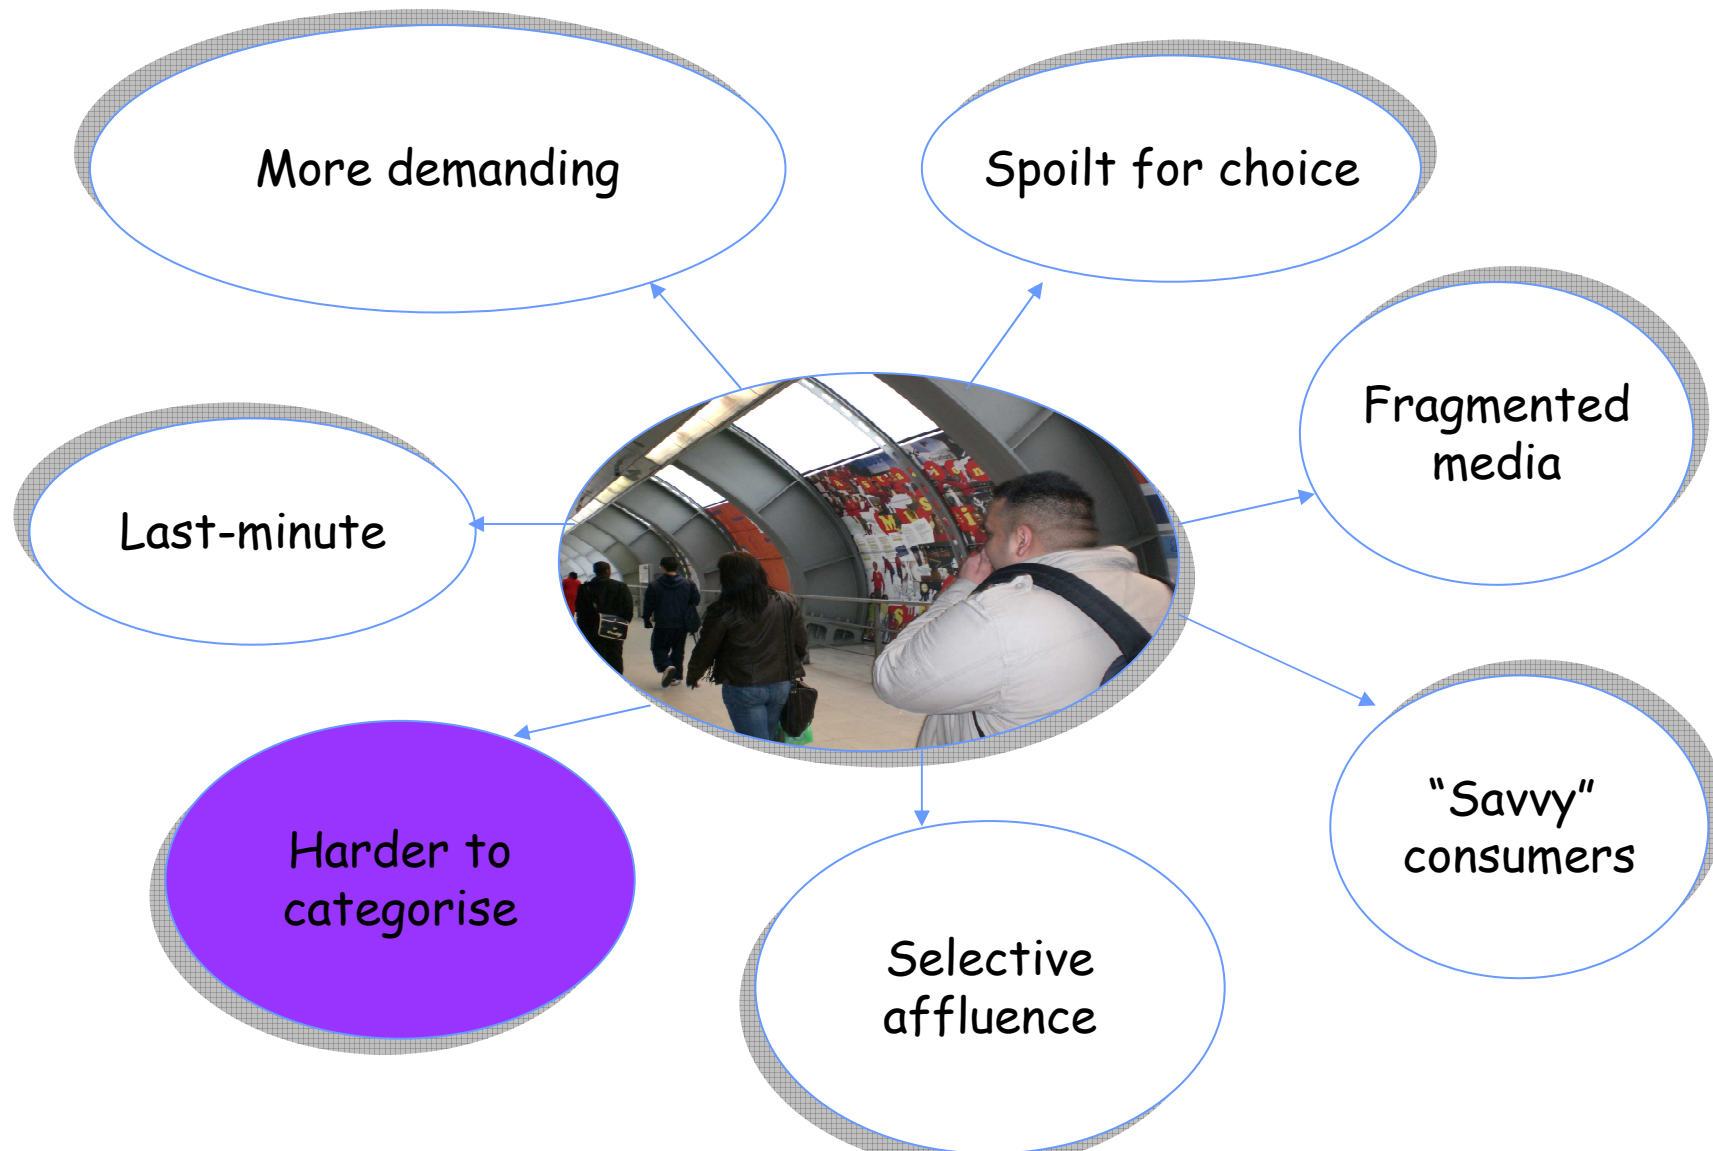 More demanding
Spoilt for choice
Fragmented
media
Last-minute
“Savvy”
consumers
Harder to
categorise
Selective
affluence